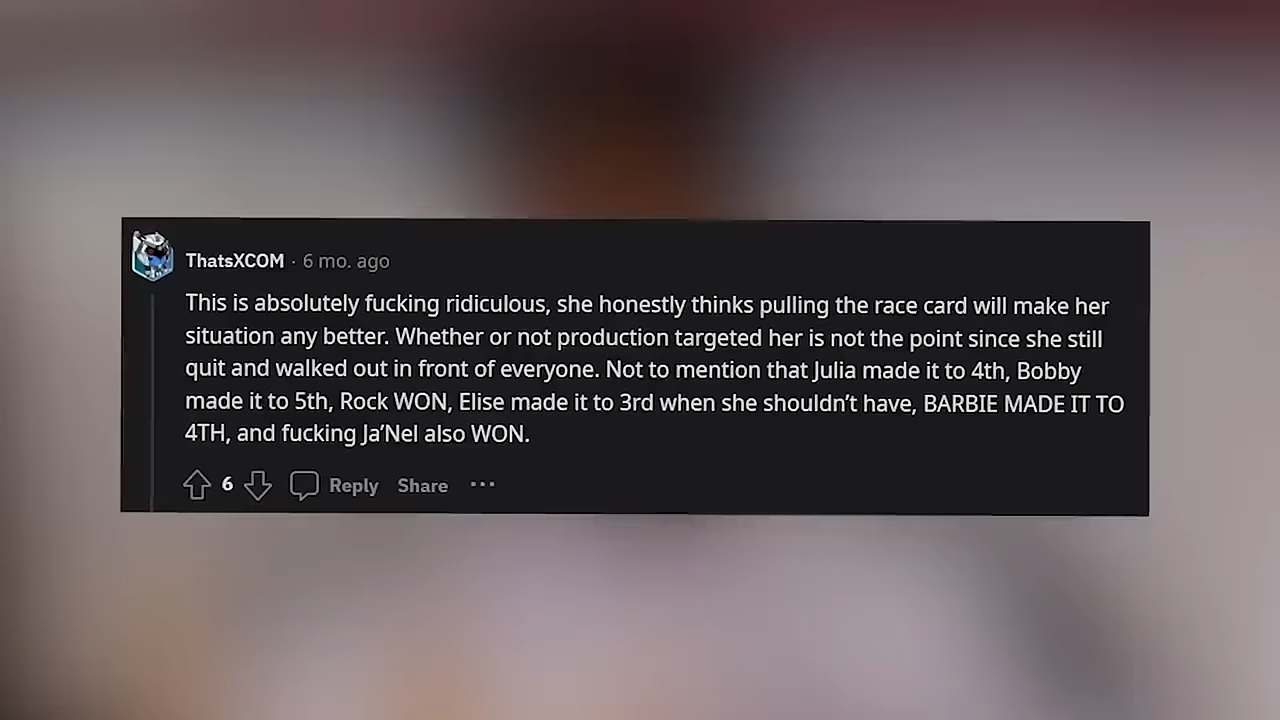 ThatsXCOM · 6 mo. ago
This is absolutely fucking ridiculous, she honestly thinks pulling the race card will make her
situation any better. Whether or not production targeted her is not the point since she still
quit and walked out in front of everyone. Not to mention that Julia made it to 4th, Bobby
made it to 5th, Rock WON, Elise made it to 3rd when she shouldn’t have, BARBIE MADE IT TO
4TH, and fucking Ja’Nel also WON.
6 Reply Share ···